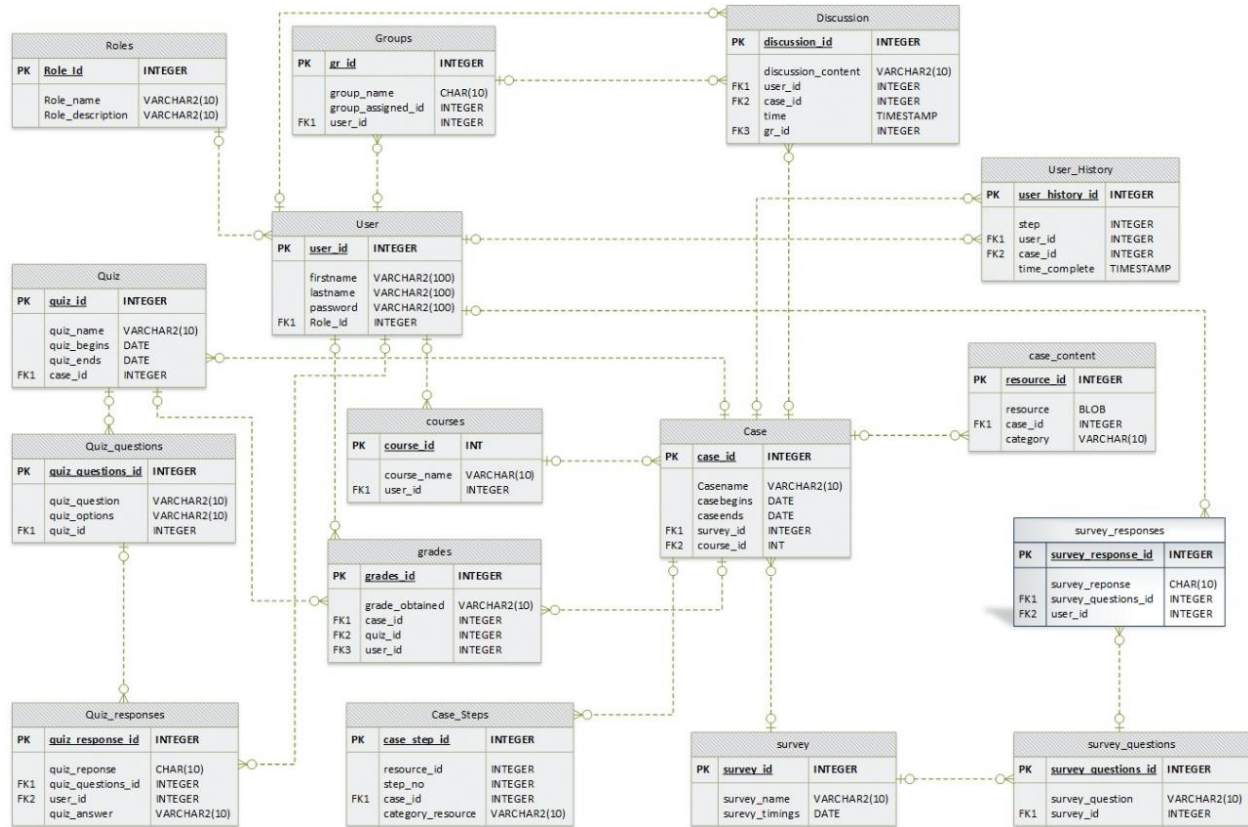 Roles
PK Role_Id INTEGER
Role_name VARCHAR2(10)
Role_description VARCHAR2(10)
Groups
PK gr_id INTEGER
group_name CHAR(10)
group_assigned_id INTEGER
FK1 user_id INTEGER
Discussion
PK discussion_id INTEGER
discussion_content VARCHAR2(10)
FK1 user_id INTEGER
FK2 case_id INTEGER
time TIMESTAMP
FK3 gr_id INTEGER
User_History
PK user_history_id INTEGER
step INTEGER
FK1 user_id INTEGER
FK2 case_id INTEGER
time_complete TIMESTAMP
User
PK user_id INTEGER
firstname VARCHAR2(100)
lastname VARCHAR2(100)
password VARCHAR2(100)
FK1 Role_Id INTEGER
Quiz
PK quiz_id INTEGER
quiz_name VARCHAR2(10)
quiz_begins DATE
quiz_ends DATE
FK1 case_id INTEGER
case_content
PK resource_id INTEGER
resource BLOB
FK1 case_id INTEGER
category VARCHAR(10)
courses
PK course_id INT
course_name VARCHAR(10)
FK1 user_id INTEGER
Case
PK case_id INTEGER
Casename VARCHAR2(10)
casebegins DATE
caseends DATE
FK1 survey_id INTEGER
FK2 course_id INT
Quiz_questions
PK quiz_questions_id INTEGER
quiz_question VARCHAR2(10)
quiz_options VARCHAR2(10)
FK1 quiz_id INTEGER
survey_responses
PK survey_response_id INTEGER
survey_reponse CHAR(10)
FK1 survey_questions_id INTEGER
FK2 user_id INTEGER
grades
PK grades_id INTEGER
grade_obtained VARCHAR2(10)
FK1 case_id INTEGER
FK2 quiz_id INTEGER
FK3 user_id INTEGER
Quiz_responses
PK quiz_response_id INTEGER
quiz_reponse CHAR(10)
FK1 quiz_questions_id INTEGER
FK2 user_id INTEGER
quiz_answer VARCHAR2(10)
Case_Steps
PK case_step_id INTEGER
resource_id INTEGER
step_no INTEGER
FK1 case_id INTEGER
category_resource VARCHAR2(10)
survey
PK survey_id INTEGER
survey_name VARCHAR2(10)
surevy_timings DATE
survey_questions
PK survey_questions_id INTEGER
survey_question VARCHAR2(10)
FK1 survey_id INTEGER